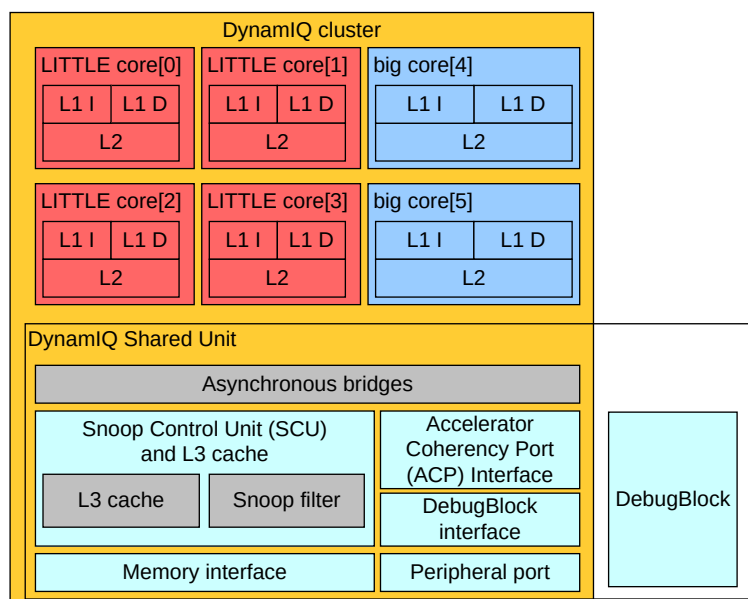 DynamIQ cluster
LITTLE core[0]
L1 I
L1 D
L2
LITTLE core[1]
L1 I
L1 D
L2
big core[4]
L1 I
L1 D
L2
LITTLE core[2]
L1 I
L1 D
L2
LITTLE core[3]
L1 I
L1 D
L2
big core[5]
L1 I
L1 D
L2
DynamIQ Shared Unit
Asynchronous bridges
Snoop Control Unit (SCU)
and L3 cache
L3 cache
Snoop filter
Accelerator
Coherency Port
(ACP) Interface
DebugBlock
interface
Memory interface
Peripheral port
DebugBlock